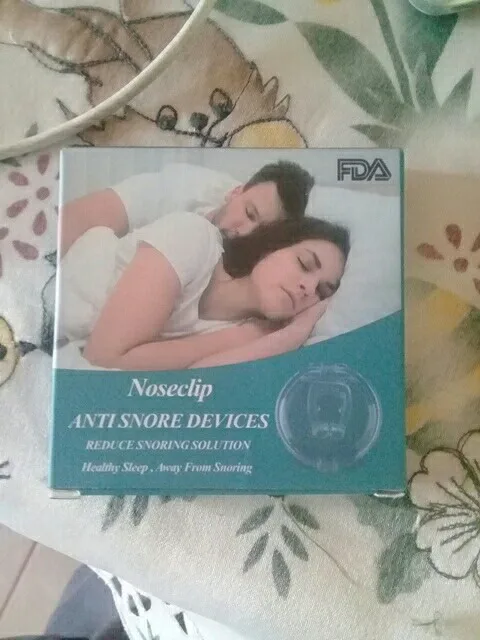 FDA
Noseclip
ANTI SNORE DEVICES
REDUCE SNORING SOLUTION
Healthy Sleep , Away From Snoring